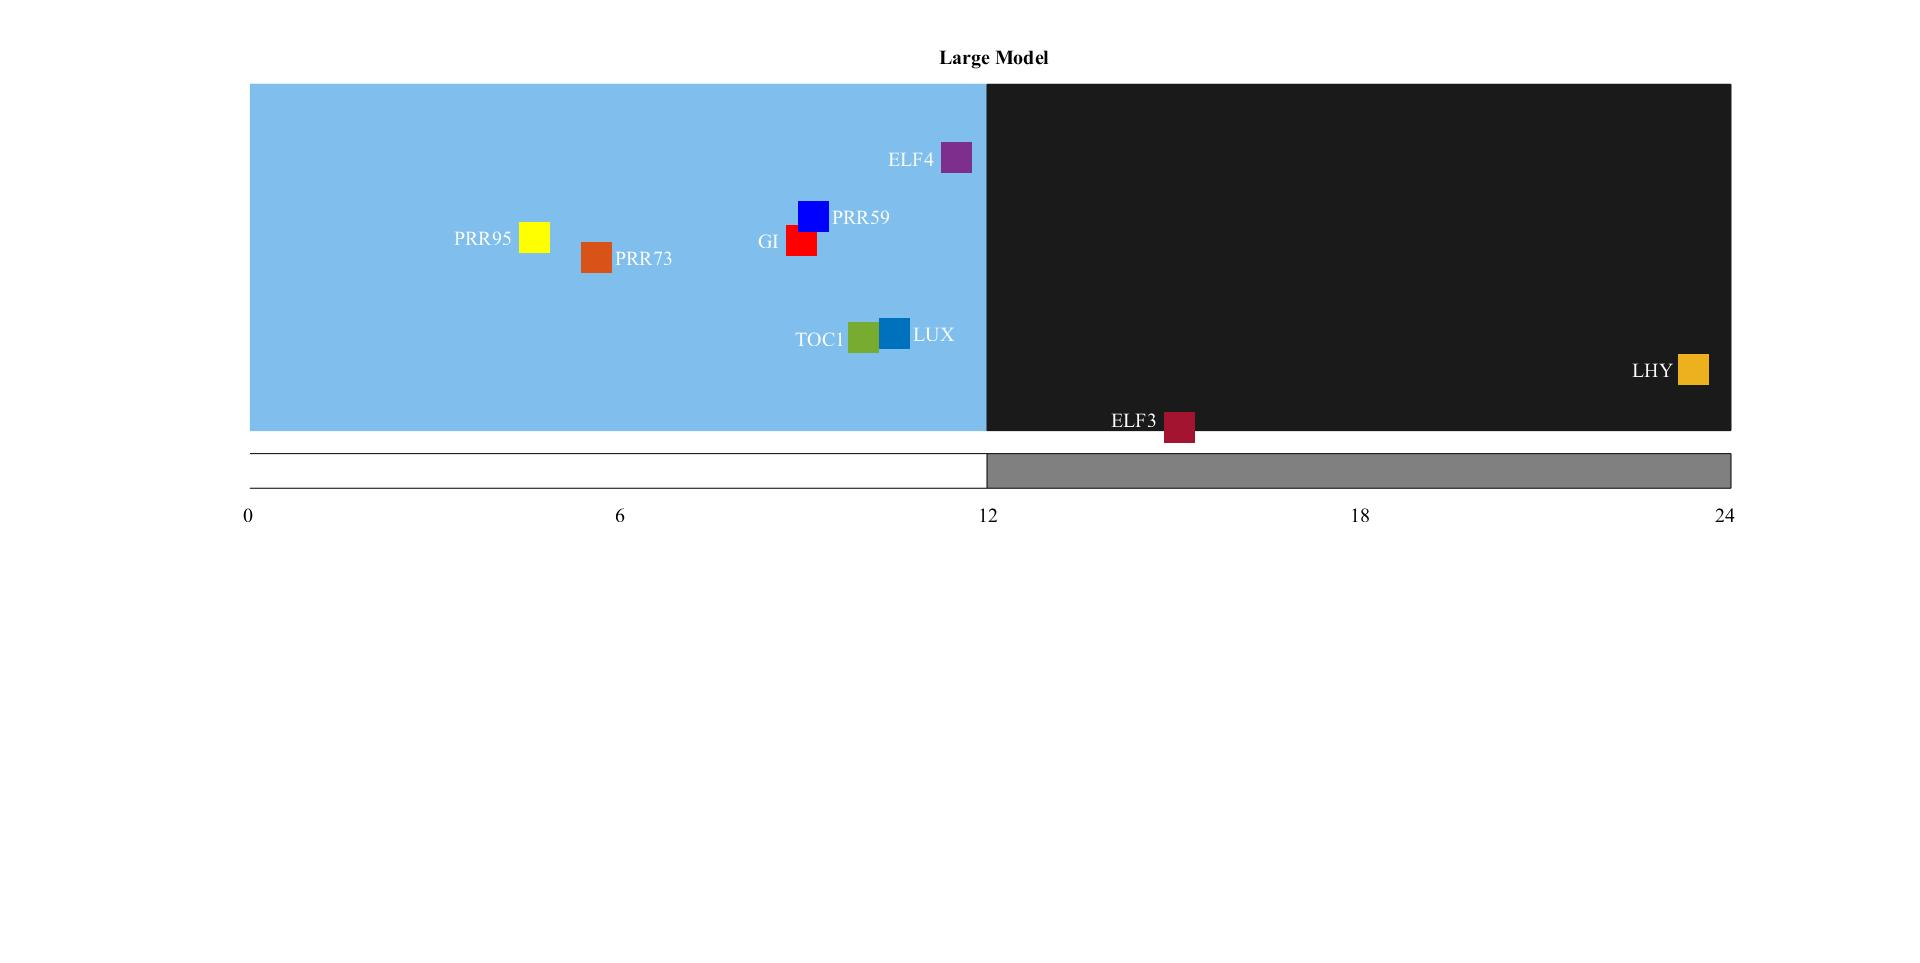 Large Model
ELF4
PRR59
PRR95
GI
PRR73
TOC1
LUX
LHY
ELF3
0 6 12 18 24